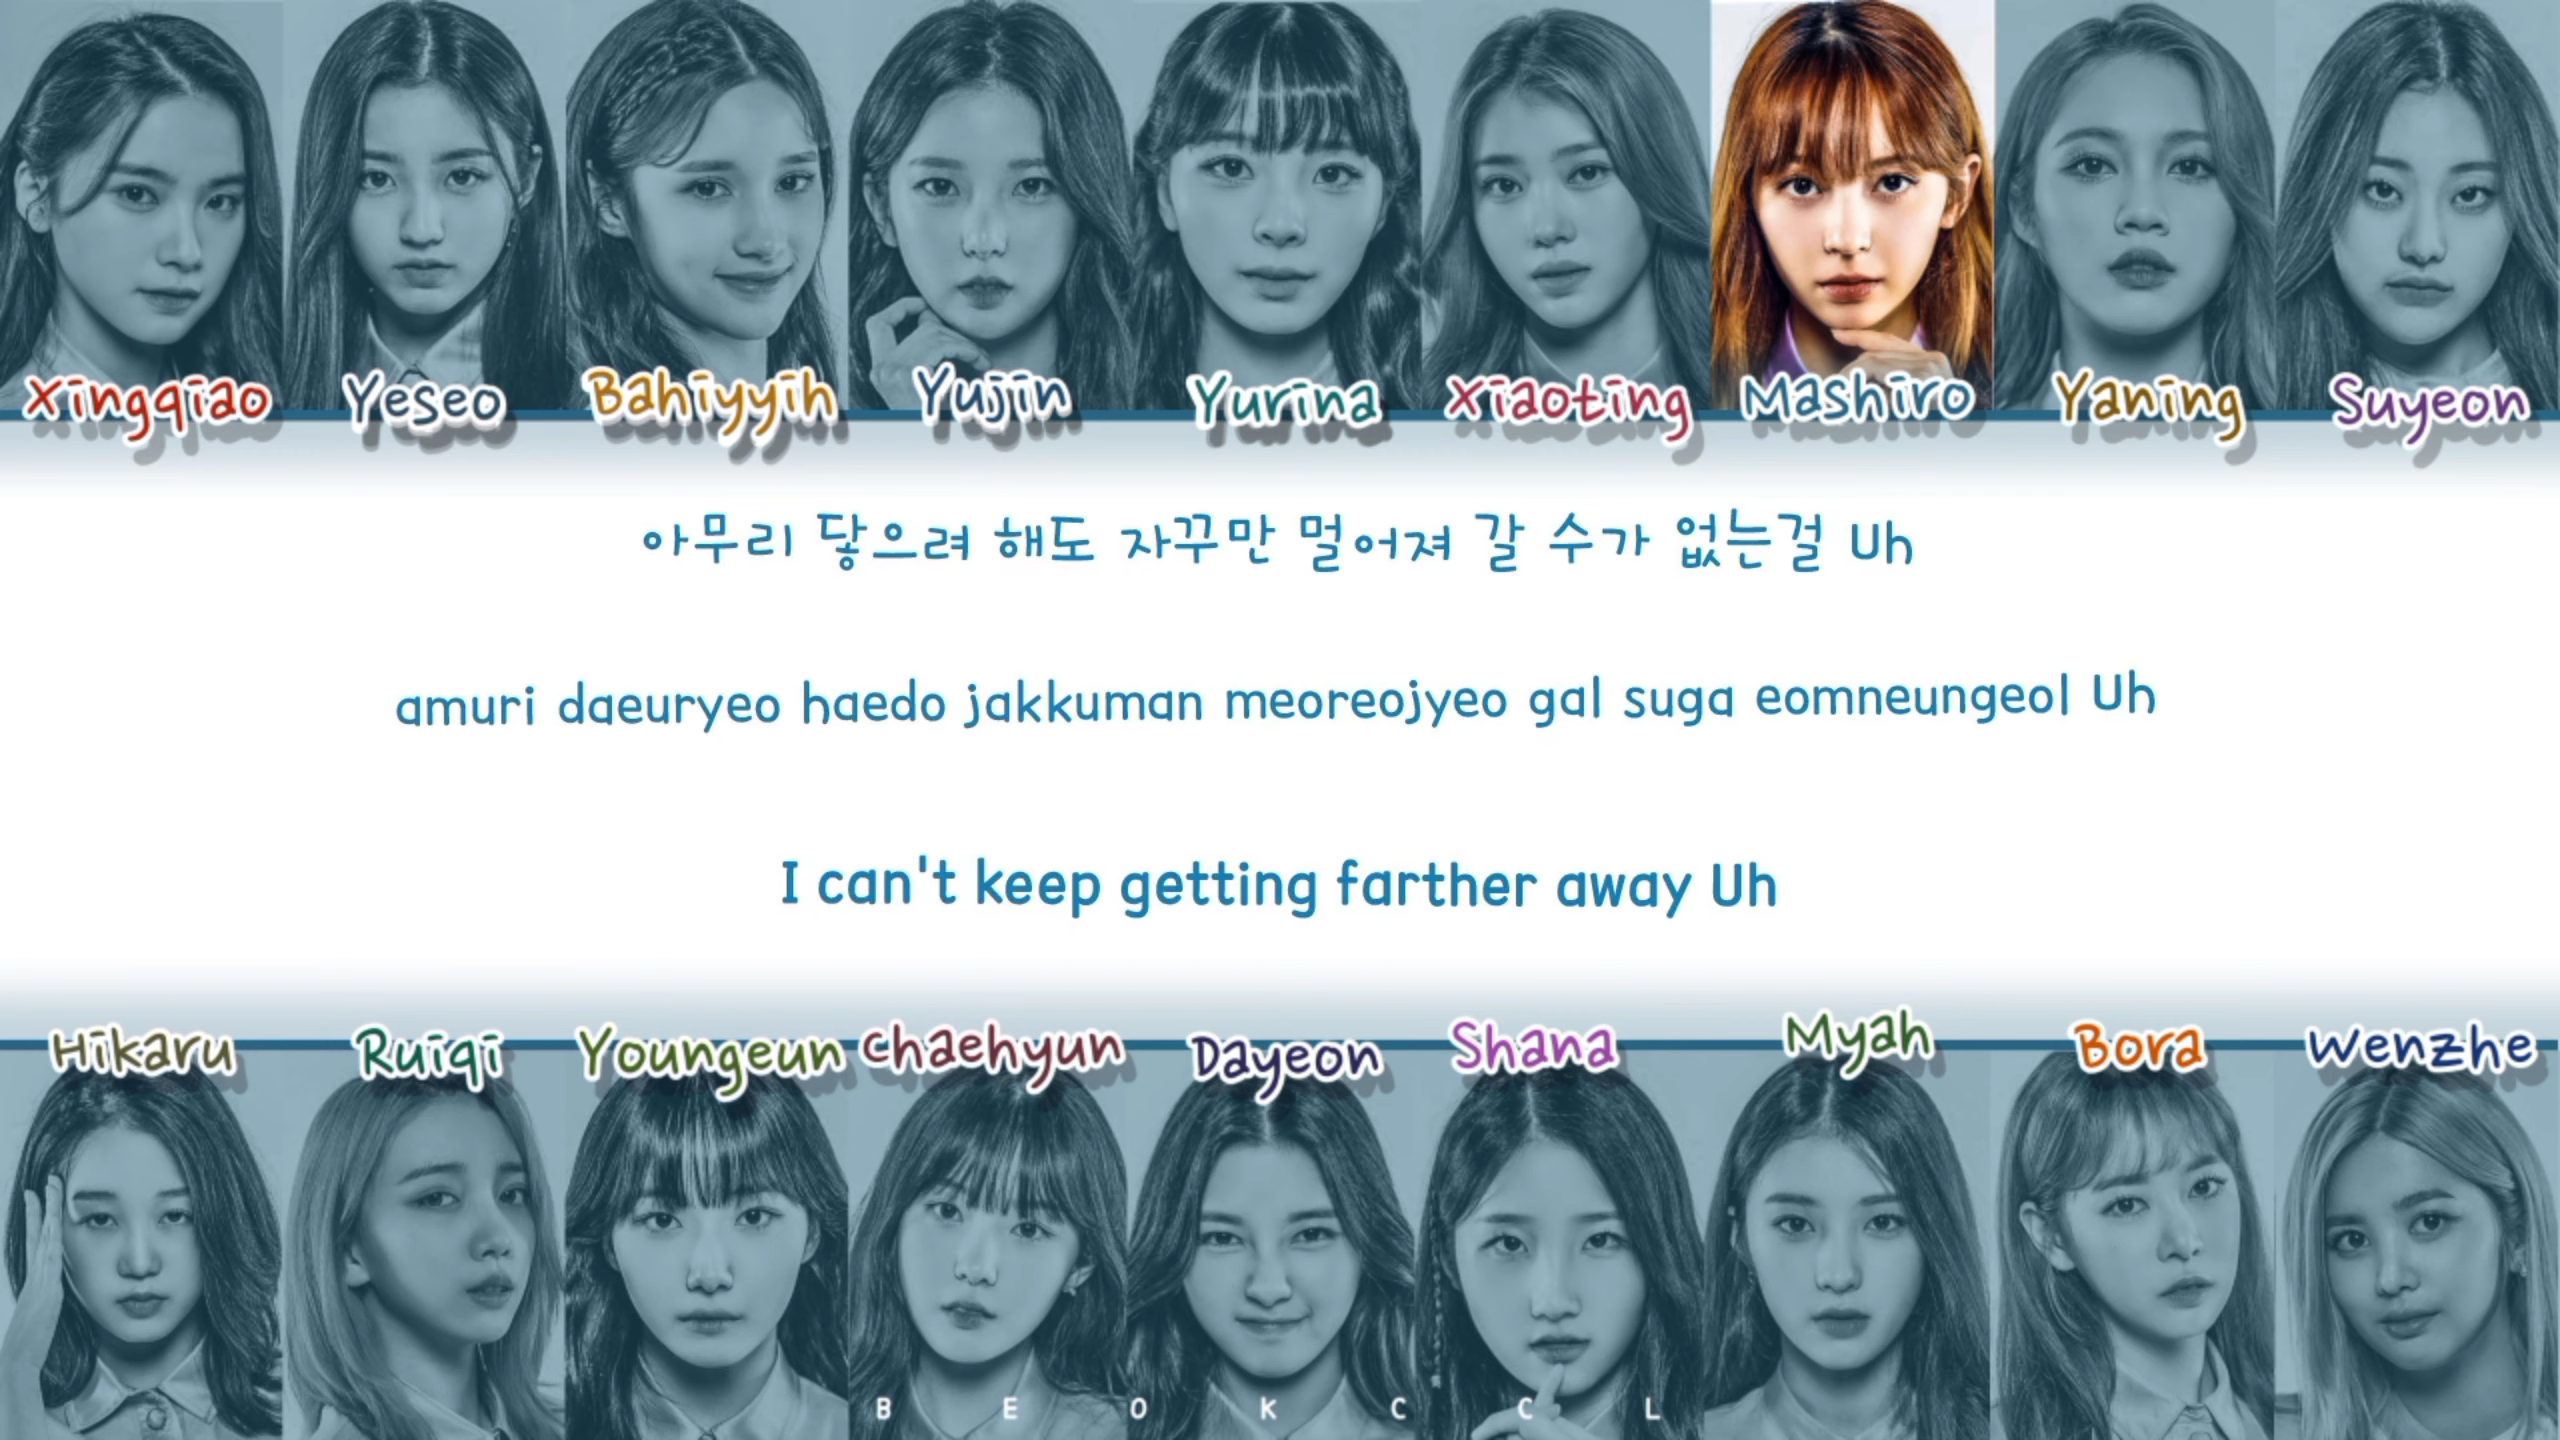 Xingqiao Yeseo Bahiyyih Yujin Yurina Xiaoting Mashiro Yaning Suyeon
아무리 닿으려 해도 자꾸만 멀어져 갈 수가 없는걸 Uh
amuri daeuryeo haedo jakkuman meoreojyeo gal suga eomneungeol Uh
I can't keep getting farther away Uh
Hikaru Ruiqi Youngeun chaehyun Dayeon Shana Myah Bora Wenzhe
B E O K C C L